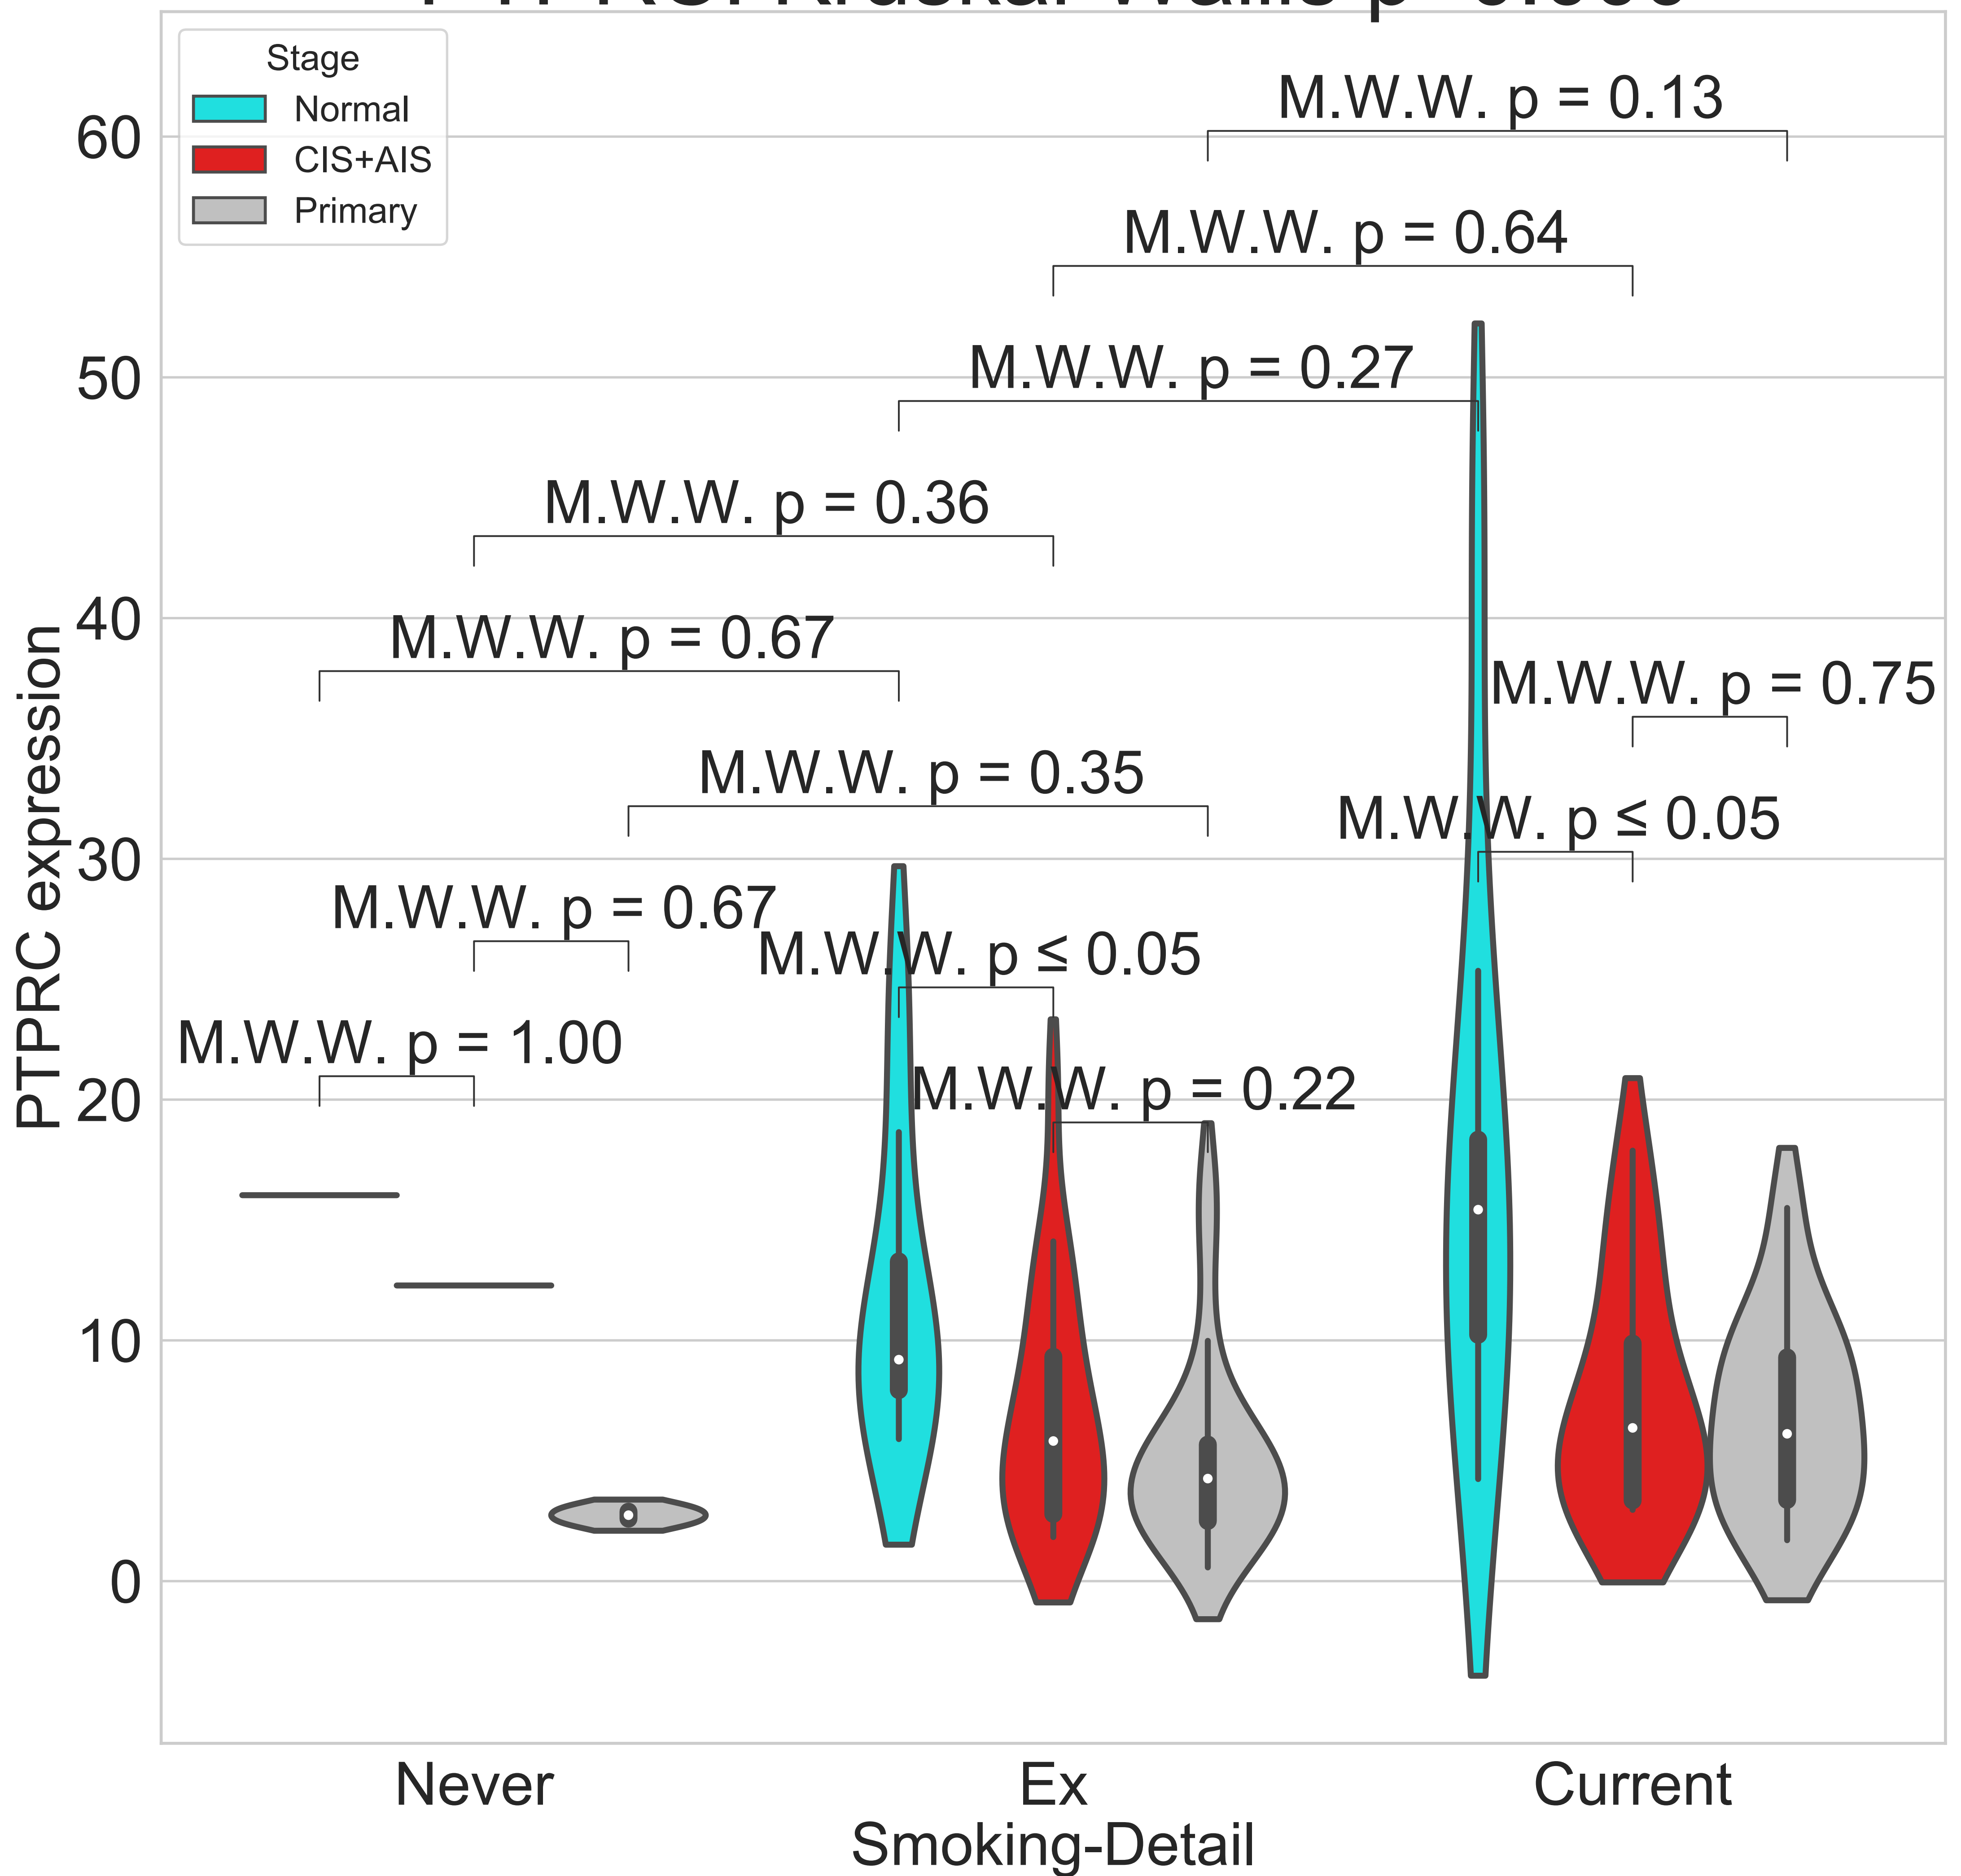 Stage
Normal
CIS+AIS
Primary
M.W.W. p = 0.13
M.W.W. p = 0.64
M.W.W. p = 0.27
M.W.W. p = 0.36
M.W.W. p = 0.67
M.W.W. p = 0.75
M.W.W. p = 0.35
M.W.W. p ≤ 0.05
M.W.W. p = 0.67
M.W.W. p ≤ 0.05
M.W.W. p = 1.00
M.W.W. p = 0.22
PTPRC expression
60
50
40
30
20
10
0
Never
Ex
Current
Smoking-Detail